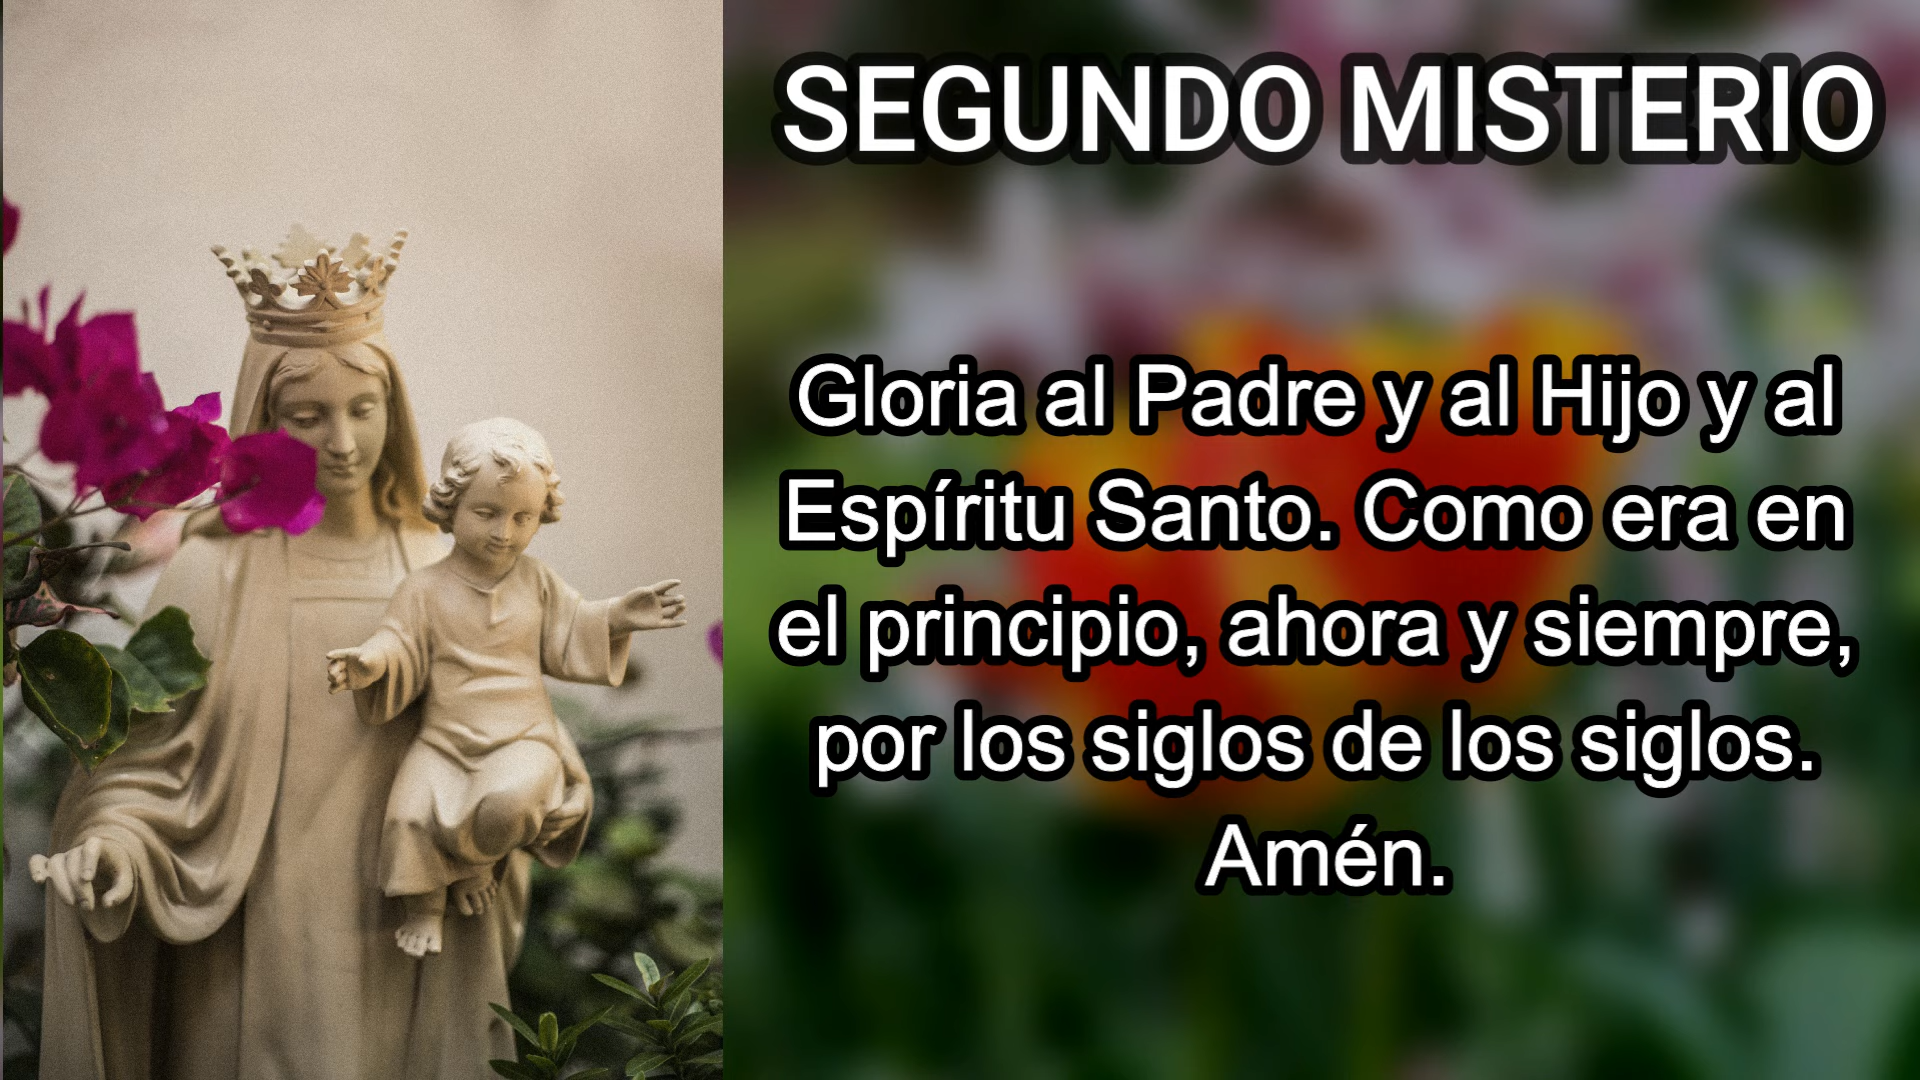 SEGUNDO MISTERIO
Gloria al Padre y al Hijo y al
Espíritu Santo. Como era en
el principio, ahora y siempre,
por los siglos de los siglos.
Amén.